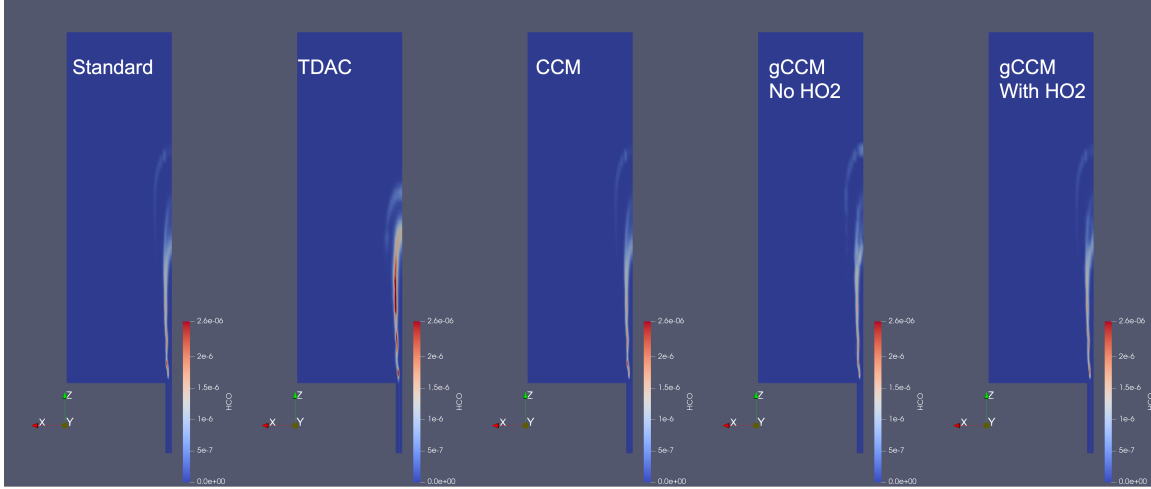 Standard
TDAC
CCM
gCCM
No HO2
gCCM
With HO2
2.6e-06
2e-6
1.5e-6
1e-6
5e-7
0.0e+00
HCO
Z
X
Y
2.6e-06
2e-6
1.5e-6
1e-6
5e-7
0.0e+00
HCO
Z
X
Y
2.6e-06
2e-6
1.5e-6
1e-6
5e-7
0.0e+00
HCO
Z
X
Y
2.6e-06
2e-6
1.5e-6
1e-6
5e-7
0.0e+00
HCO
Z
X
Y
2.6e-06
2e-6
1.5e-6
1e-6
5e-7
0.0e+00
HCO
Z
X
Y